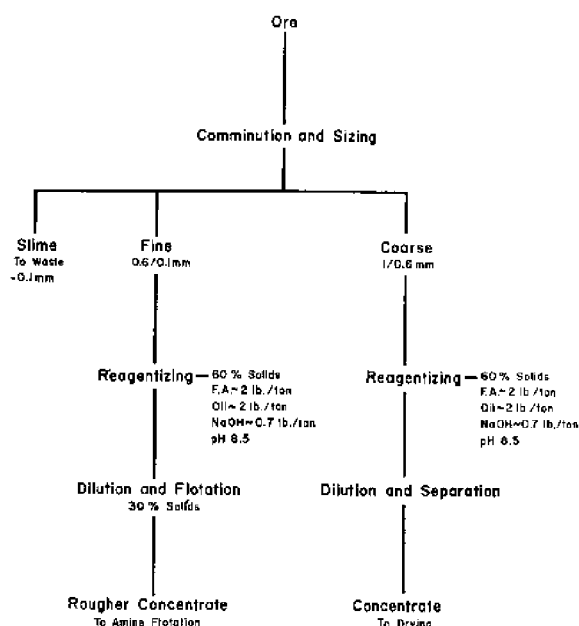 Ore
Comminution and Sizing
Slime
To Waste
-0.1mm
Fine
0.6/0.1mm
Coarse
1/0.6mm
Reagentizing
60% Solids
F.A.~2 lb./ton
Oil~2 lb./ton
NaOH~0.7 lb./ton
pH 8.5
Reagentizing
60% Solids
F.A.~2 lb./ton
Oil~2 lb./ton
NaOH~0.7 lb./ton
pH 8.5
Dilution and Flotation
30% Solids
Dilution and Separation
Rougher Concentrate
To Amine Flotation
Concentrate
To Drying